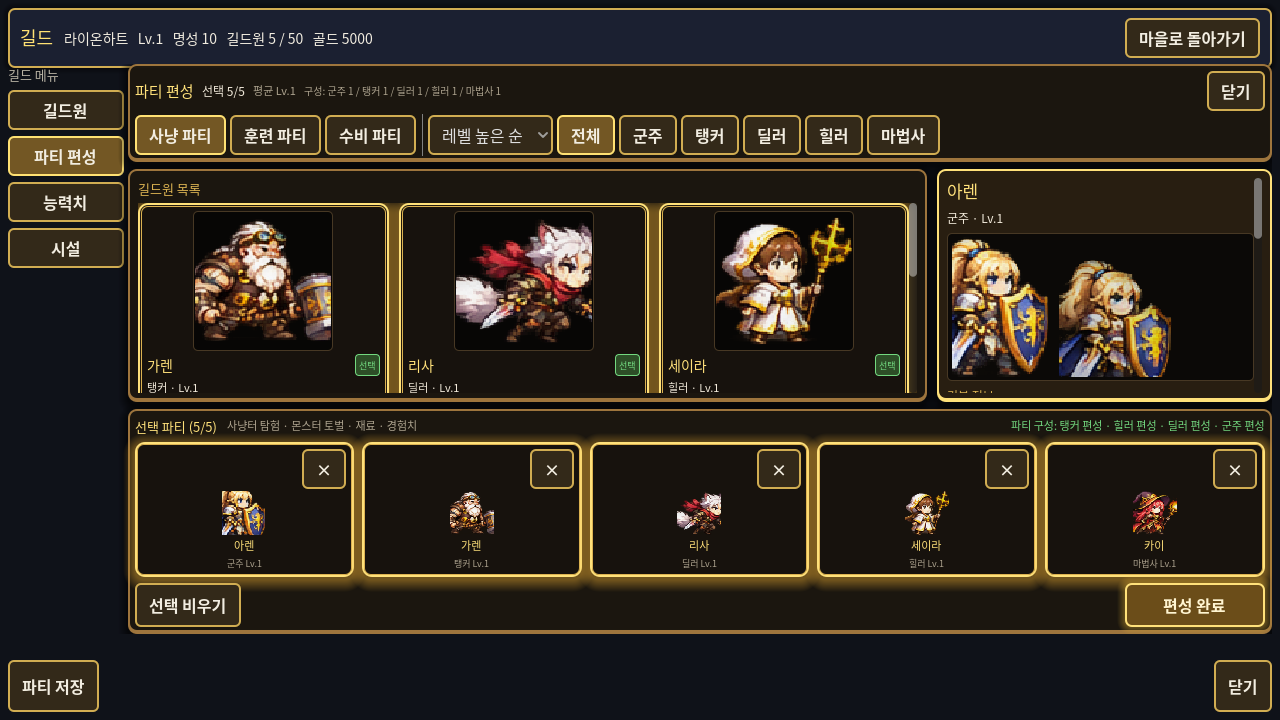 길드 라이온하트 Lv.1 명성 10 길드원 5 / 50 골드 5000
마을로 돌아가기
길드 메뉴
길드원
파티 편성
능력치
시설
파티 편성 선택 5/5 평균 Lv.1 구성: 군주 1 / 탱커 1 / 딜러 1 / 힐러 1 / 마법사 1
닫기
사냥 파티 훈련 파티 수비 파티 레벨 높은 순 전체 군주 탱커 딜러 힐러 마법사
길드원 목록
가렌 선택
탱커 · Lv.1
리사 선택
딜러 · Lv.1
세이라 선택
힐러 · Lv.1
아렌
군주 · Lv.1
선택 파티 (5/5) 사냥터 탐험 · 몬스터 토벌 · 재료 · 경험치
파티 구성: 탱커 편성 · 힐러 편성 · 딜러 편성 · 군주 편성
×
아렌
군주 Lv.1
×
가렌
탱커 Lv.1
×
리사
딜러 Lv.1
×
세이라
힐러 Lv.1
×
카이
마법사 Lv.1
선택 비우기
편성 완료
파티 저장
닫기